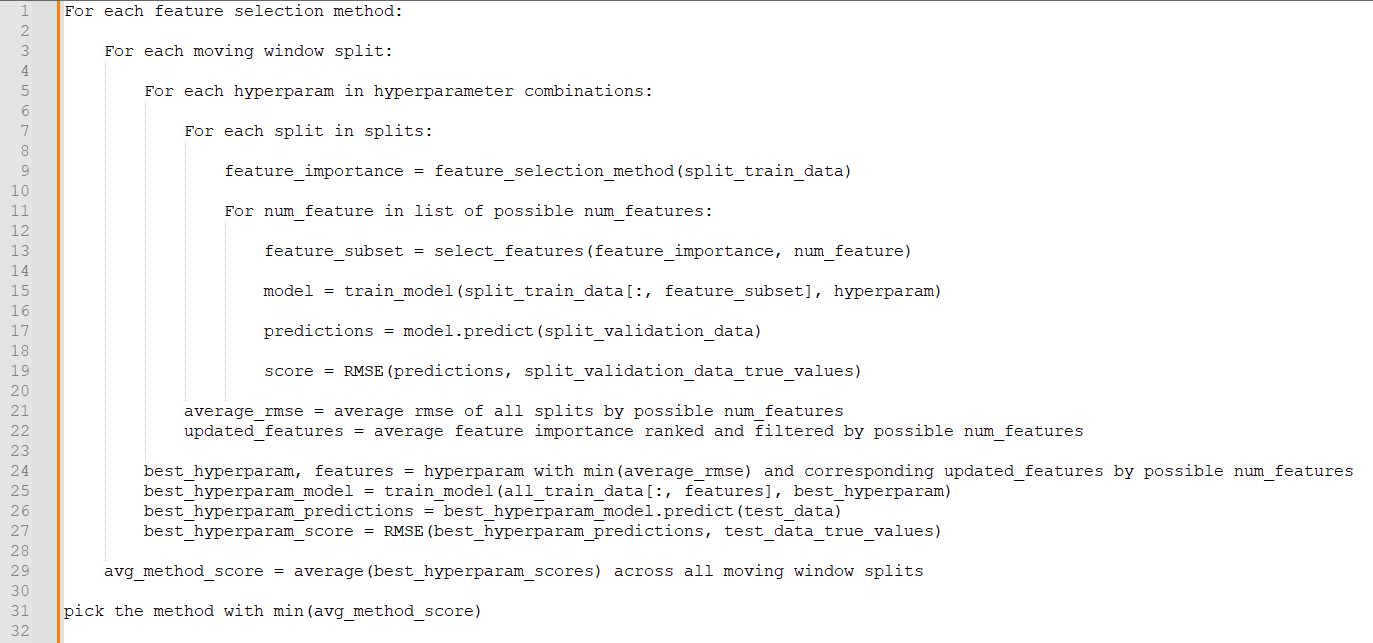 1 For each feature selection method:
2
3     For each moving window split:
4
5         For each hyperparam in hyperparameter combinations:
6
7             For each split in splits:
8
9                 feature_importance = feature_selection_method(split_train_data)
10
11                 For num_feature in list of possible num_features:
12
13                     feature_subset = select_features(feature_importance, num_feature)
14
15                     model = train_model(split_train_data[:, feature_subset], hyperparam)
16
17                     predictions = model.predict(split_validation_data)
18
19                     score = RMSE(predictions, split_validation_data_true_values)
20
21             average_rmse = average rmse of all splits by possible num_features
22             updated_features = average feature importance ranked and filtered by possible num_features
23
24         best_hyperparam, features = hyperparam with min(average_rmse) and corresponding updated_features by possible num_features
25         best_hyperparam_model = train_model(all_train_data[:, features], best_hyperparam)
26         best_hyperparam_predictions = best_hyperparam_model.predict(test_data)
27         best_hyperparam_score = RMSE(best_hyperparam_predictions, test_data_true_values)
28
29     avg_method_score = average(best_hyperparam_scores) across all moving window splits
30
31 pick the method with min(avg_method_score)
32